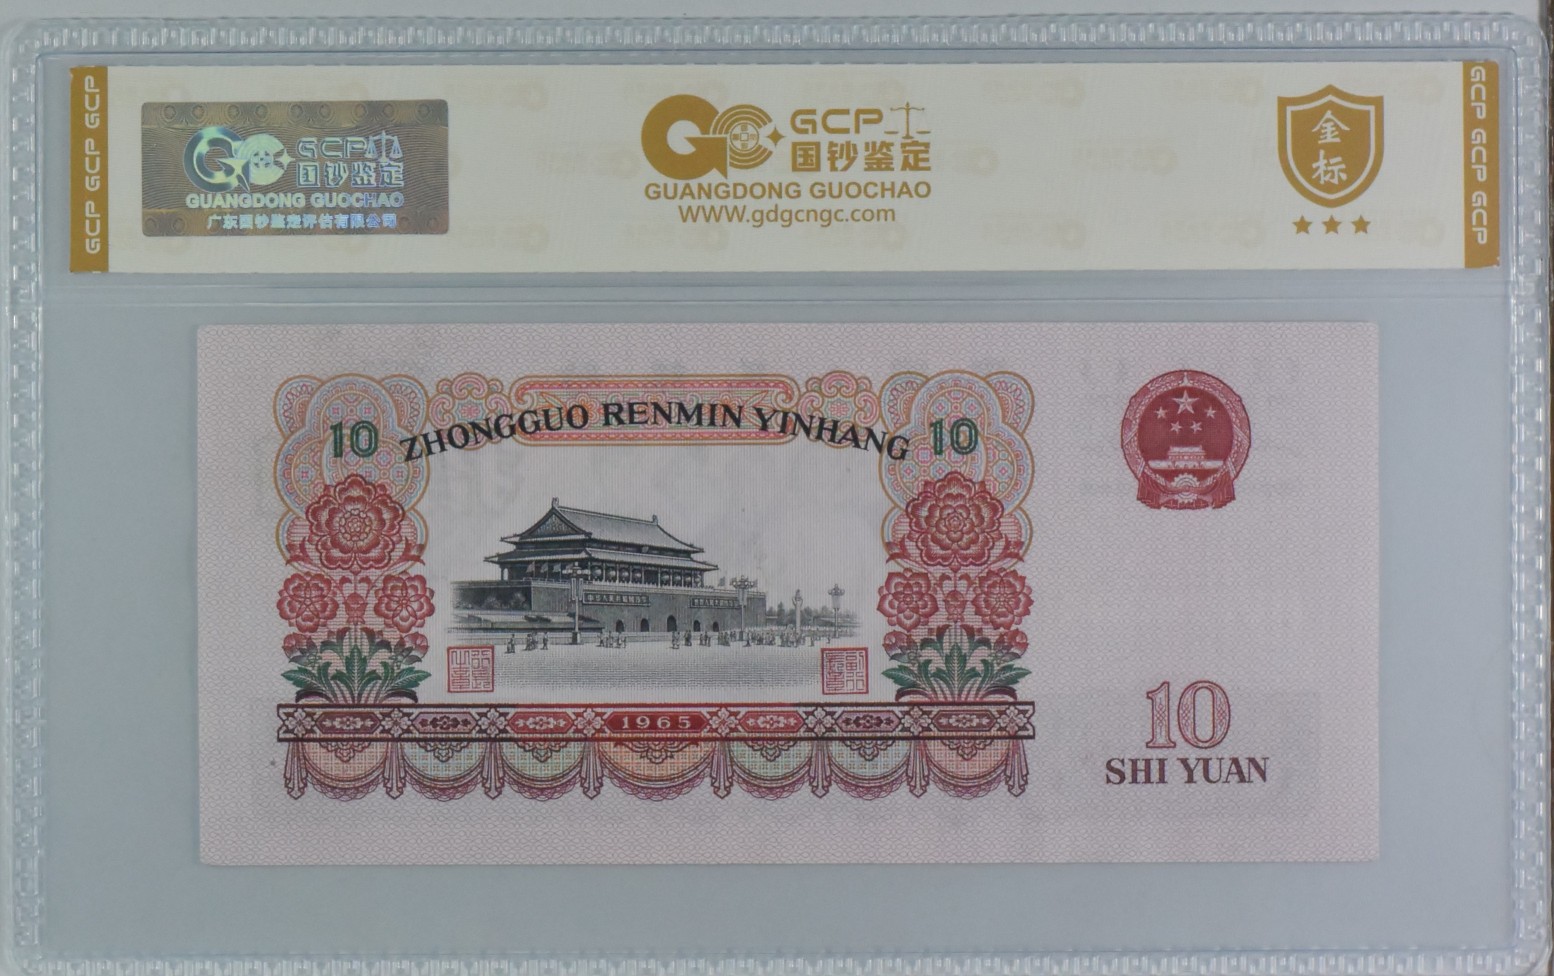 GCP GCP GCP
GCP
国钞鉴定
GUANGDONG GUOCHAO
广东国钞鉴定评估有限公司
GCP
国钞鉴定
GUANGDONG GUOCHAO
WWW.gdgcngc.com
金标
GCP GCP GCP
10 ZHONGGUO RENMIN YINHANG 10
1965
10
SHI YUAN